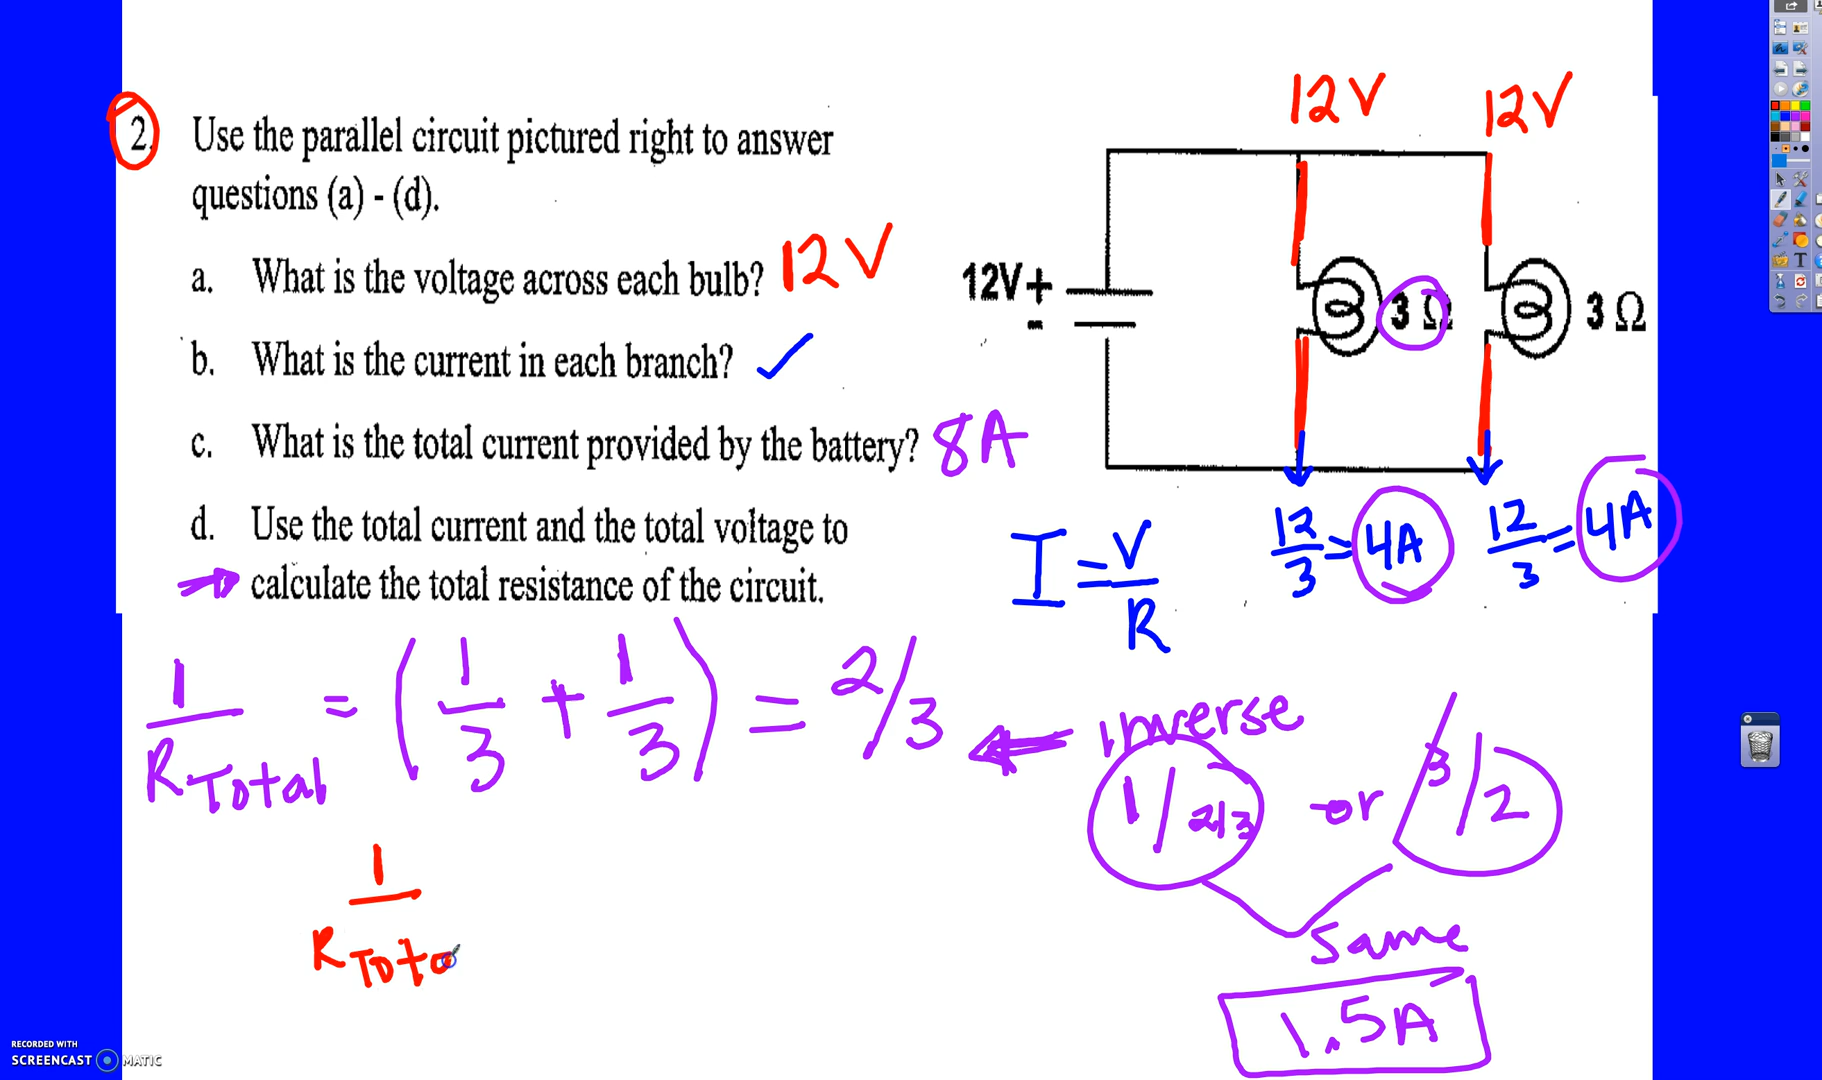 12V 12V
2. Use the parallel circuit pictured right to answer
questions (a) - (d).
a. What is the voltage across each bulb? 12V
12V + -
3 Ω 3 Ω
b. What is the current in each branch? ✓
c. What is the total current provided by the battery? 8A
d. Use the total current and the total voltage to
calculate the total resistance of the circuit.
I = V/R
12/3 = 4A 12/3 = 4A
1/R Total = (1/3 + 1/3) = 2/3
inverse
1/2/3 or 3/2
Same
1.5A
1/R Tota
RECORDED WITH
SCREENCAST MATIC
T